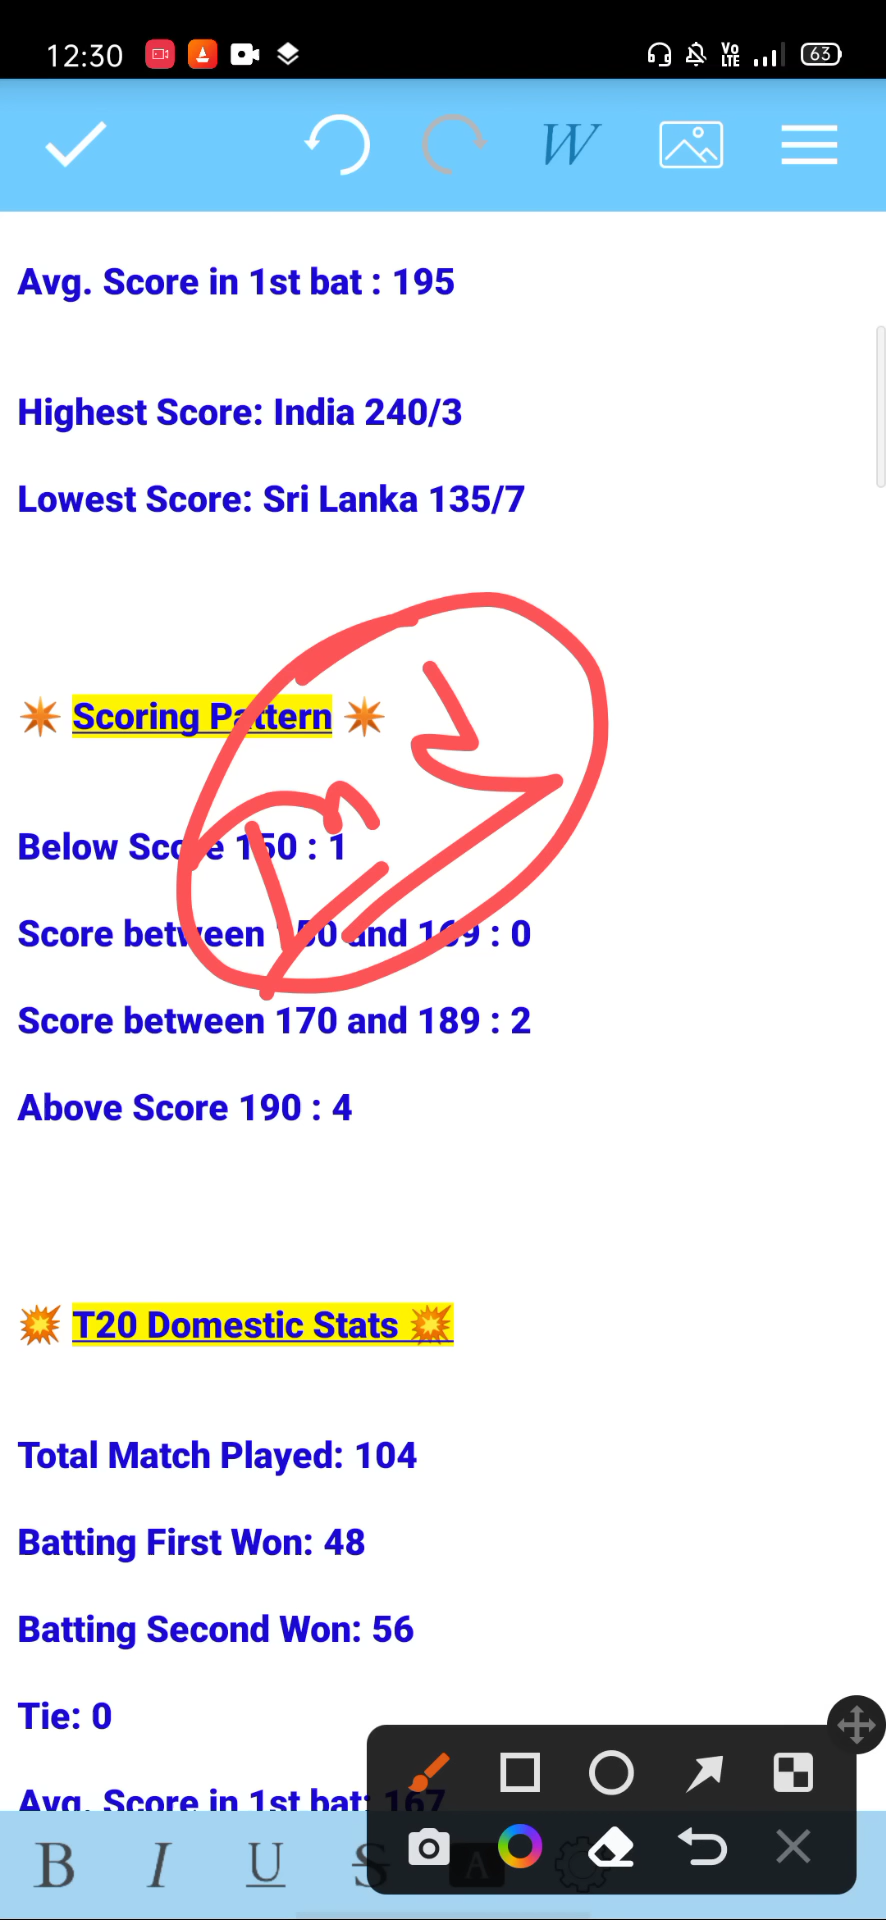 12:30
Vo LTE
63
W
Avg. Score in 1st bat : 195
Highest Score: India 240/3
Lowest Score: Sri Lanka 135/7
Scoring Pattern
Below Score 150 : 1
Score between 150 and 169 : 0
Score between 170 and 189 : 2
Above Score 190 : 4
T20 Domestic Stats
Total Match Played: 104
Batting First Won: 48
Batting Second Won: 56
Tie: 0
Avg. Score in 1st bat: 167
B I U S A